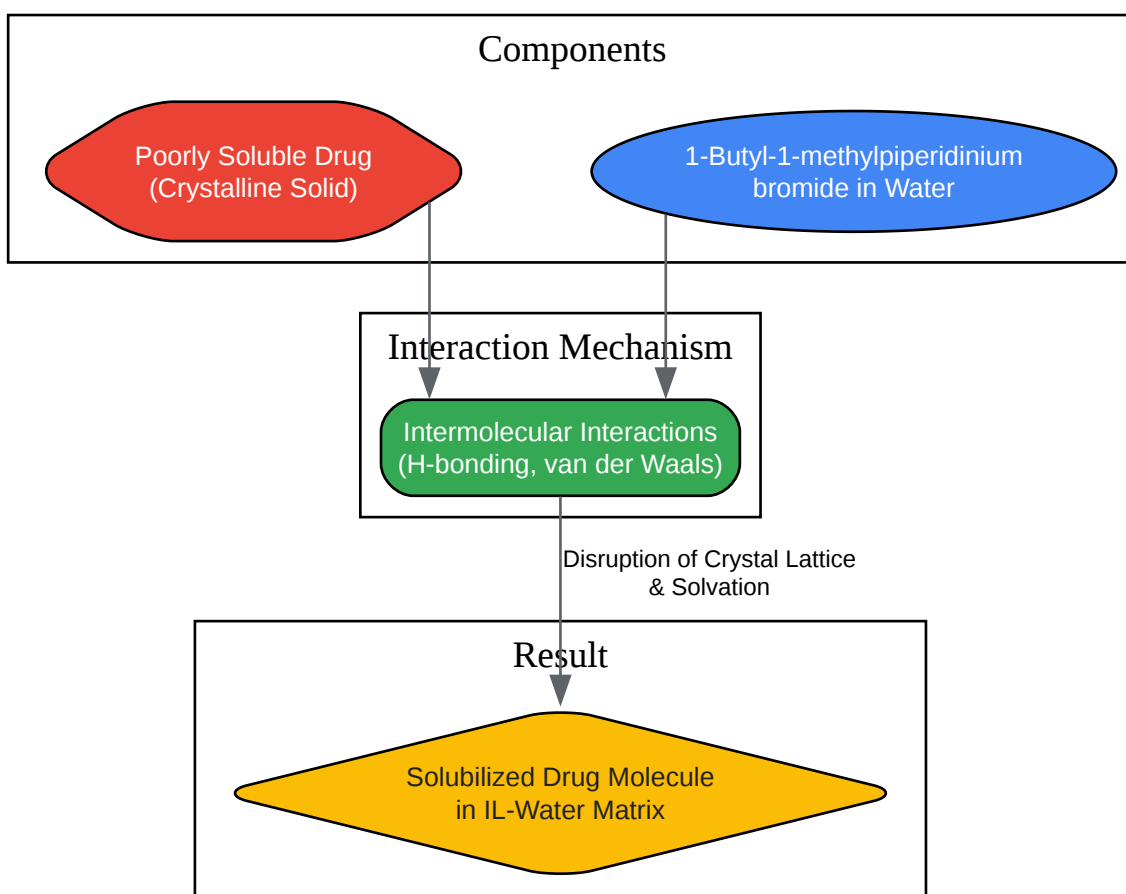 Components
Poorly Soluble Drug
(Crystalline Solid)
1-Butyl-1-methylpiperidinium
bromide in Water
Interaction Mechanism
Intermolecular Interactions
(H-bonding, van der Waals)
Disruption of Crystal Lattice
& Solvation
Result
Solubilized Drug Molecule
in IL-Water Matrix